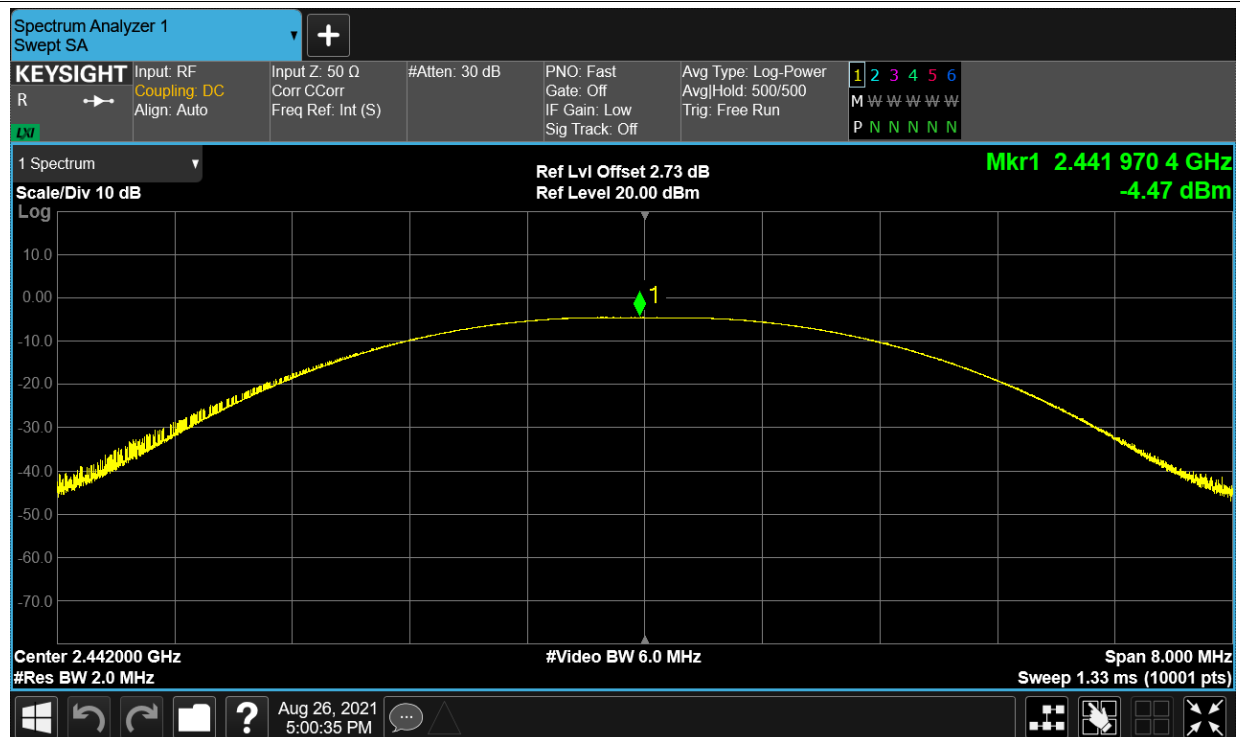 Spectrum Analyzer 1
Swept SA
+
KEYSIGHT
R
LXI
Input: RF
Coupling: DC
Align: Auto
Input Z: 50 Ω
Corr CCorr
Freq Ref: Int (S)
#Atten: 30 dB
PNO: Fast
Gate: Off
IF Gain: Low
Sig Track: Off
Avg Type: Log-Power
Avg|Hold: 500/500
Trig: Free Run
1 2 3 4 5 6
M W W W W W
P N N N N N
1 Spectrum
Scale/Div 10 dB
Log
Ref Lvl Offset 2.73 dB
Ref Level 20.00 dBm
Mkr1 2.441 970 4 GHz
-4.47 dBm
10.0
0.00
-10.0
-20.0
-30.0
-40.0
-50.0
-60.0
-70.0
1
Center 2.442000 GHz
#Res BW 2.0 MHz
#Video BW 6.0 MHz
Span 8.000 MHz
Sweep 1.33 ms (10001 pts)
?
Aug 26, 2021
5:00:35 PM